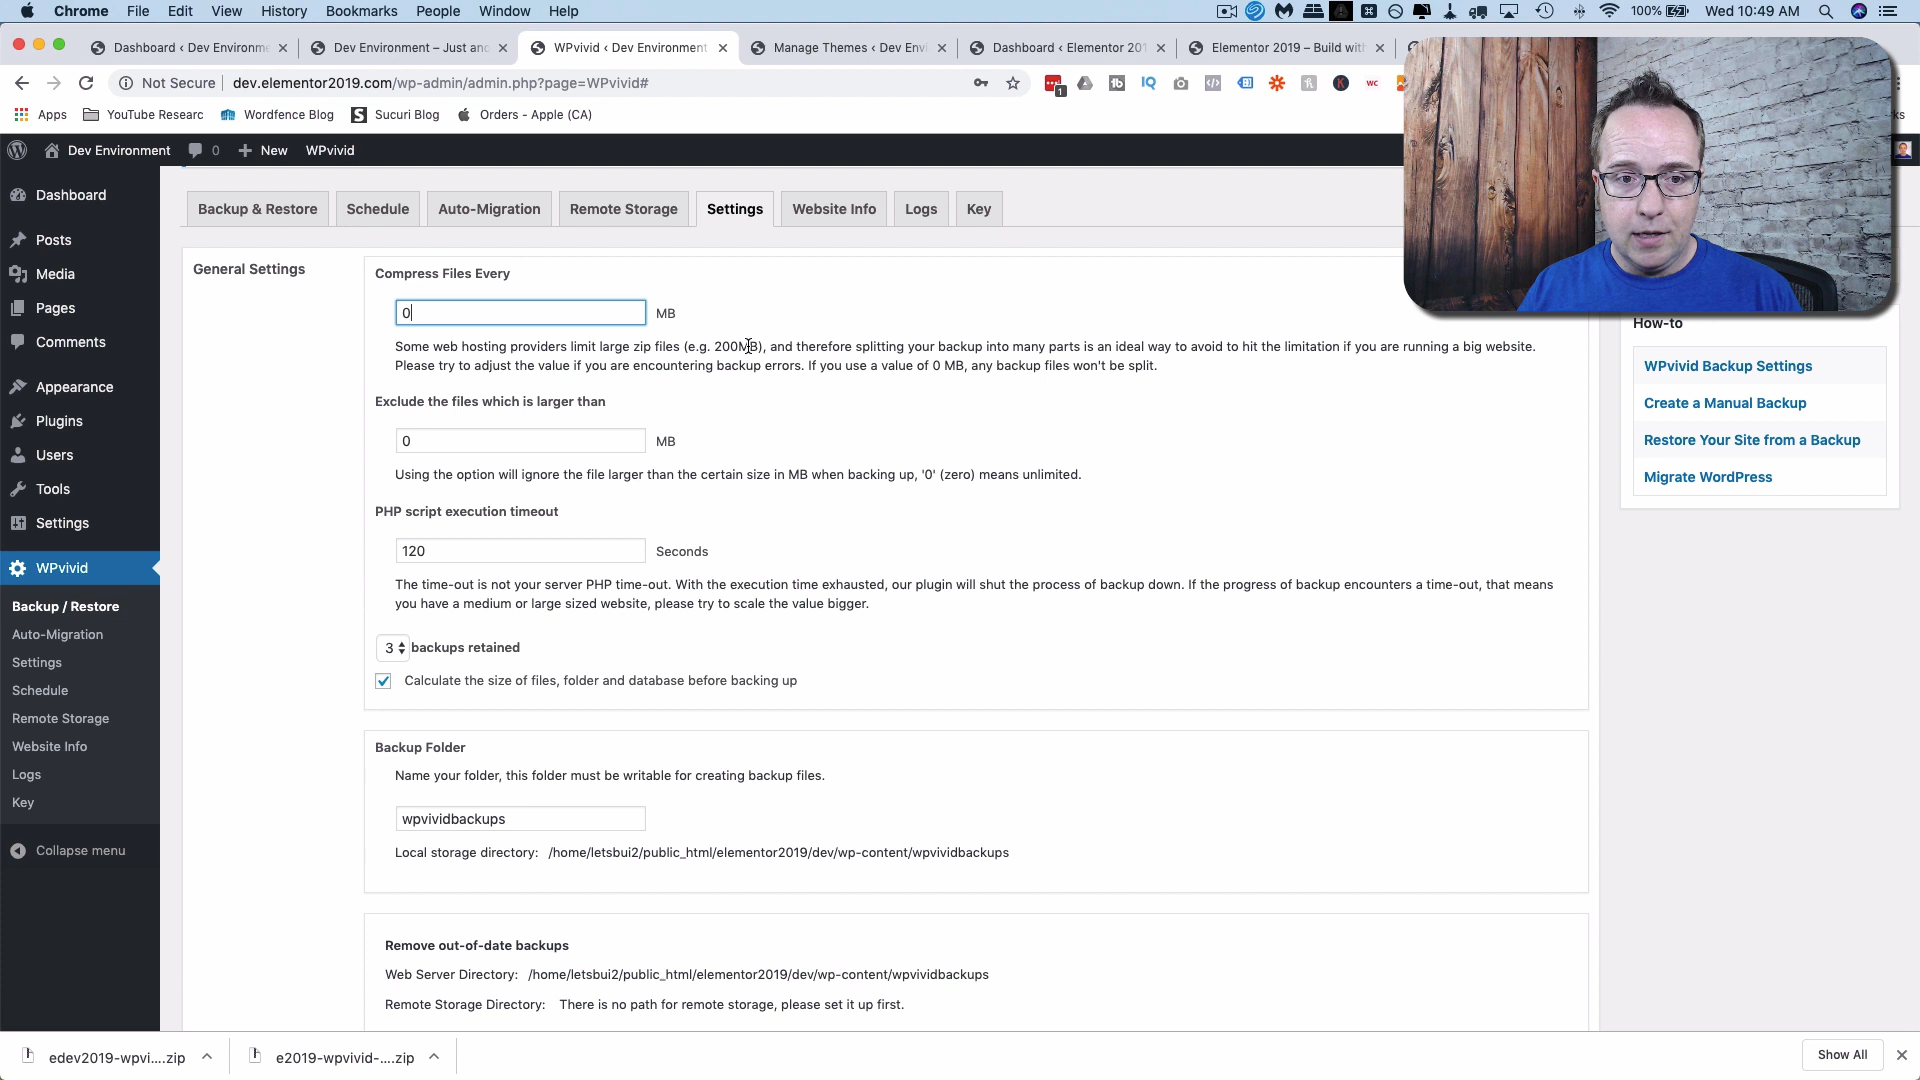 Chrome File Edit View History Bookmarks People Window Help 100% Wed 10:49 AM
Dashboard ‹ Dev Environme Dev Environment – Just anc WPvivid ‹ Dev Environment Manage Themes ‹ Dev Envi Dashboard ‹ Elementor 201 Elementor 2019 – Build with
Not Secure dev.elementor2019.com/wp-admin/admin.php?page=WPvivid#
Apps YouTube Researc Wordfence Blog Sucuri Blog Orders - Apple (CA)
Dev Environment 0 New WPvivid
Dashboard
Posts
Media
Pages
Comments
Appearance
Plugins
Users
Tools
Settings
WPvivid
Backup / Restore
Auto-Migration
Settings
Schedule
Remote Storage
Website Info
Logs
Key
Collapse menu
Backup & Restore Schedule Auto-Migration Remote Storage Settings Website Info Logs Key
General Settings
Compress Files Every
0 MB
Some web hosting providers limit large zip files (e.g. 200MB), and therefore splitting your backup into many parts is an ideal way to avoid to hit the limitation if you are running a big website.
Please try to adjust the value if you are encountering backup errors. If you use a value of 0 MB, any backup files won't be split.
Exclude the files which is larger than
0 MB
Using the option will ignore the file larger than the certain size in MB when backing up, '0' (zero) means unlimited.
PHP script execution timeout
120 Seconds
The time-out is not your server PHP time-out. With the execution time exhausted, our plugin will shut the process of backup down. If the progress of backup encounters a time-out, that means
you have a medium or large sized website, please try to scale the value bigger.
3 backups retained
Calculate the size of files, folder and database before backing up
Backup Folder
Name your folder, this folder must be writable for creating backup files.
wpvividbackups
Local storage directory: /home/letsbui2/public_html/elementor2019/dev/wp-content/wpvividbackups
Remove out-of-date backups
Web Server Directory: /home/letsbui2/public_html/elementor2019/dev/wp-content/wpvividbackups
Remote Storage Directory: There is no path for remote storage, please set it up first.
How-to
WPvivid Backup Settings
Create a Manual Backup
Restore Your Site from a Backup
Migrate WordPress
edev2019-wpvi....zip e2019-wpvivid-....zip Show All